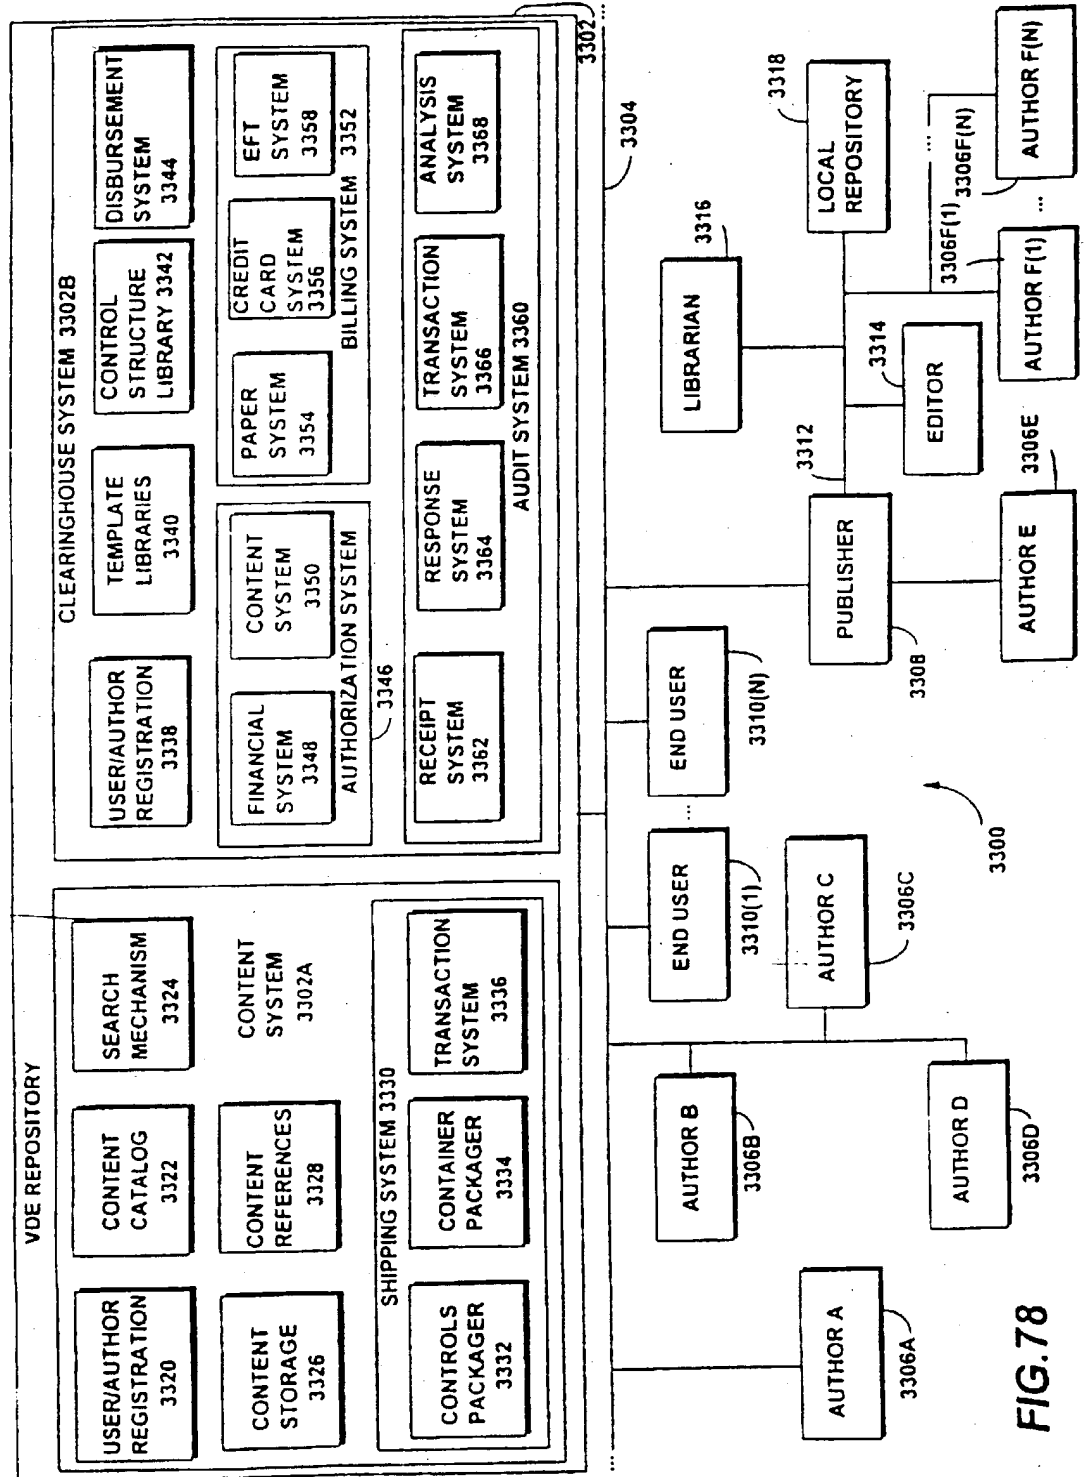 VDE REPOSITORY
USER/AUTHOR
REGISTRATION
3320
CONTENT
CATALOG
3322
SEARCH
MECHANISM
3324
CONTENT
STORAGE
3326
CONTENT
REFERENCES
3328
CONTENT
SYSTEM
3302A
SHIPPING SYSTEM 3330
CONTROLS
PACKAGER
3332
CONTAINER
PACKAGER
3334
TRANSACTION
SYSTEM
3336
CLEARINGHOUSE SYSTEM 3302B
USER/AUTHOR
REGISTRATION
3338
TEMPLATE
LIBRARIES
3340
CONTROL
STRUCTURE
LIBRARY 3342
DISBURSEMENT
SYSTEM
3344
FINANCIAL
SYSTEM
3348
CONTENT
SYSTEM
3350
AUTHORIZATION SYSTEM
3346
PAPER
SYSTEM
3354
CREDIT
CARD
SYSTEM
3356
EFT
SYSTEM
3358
BILLING SYSTEM 3352
RECEIPT
SYSTEM
3362
RESPONSE
SYSTEM
3364
TRANSACTION
SYSTEM
3366
ANALYSIS
SYSTEM
3368
AUDIT SYSTEM 3360
3302
3304
AUTHOR A
3306A
AUTHOR B
3306B
AUTHOR C
3306C
AUTHOR D
3306D
END USER
3310(1)
...
END USER
3310(N)
PUBLISHER
3308
3312
AUTHOR E
3306E
EDITOR
3314
LIBRARIAN
3316
LOCAL
REPOSITORY
3318
AUTHOR F(1)
3306F(1)
...
...
AUTHOR F(N)
3306F(N)
3300
FIG.78